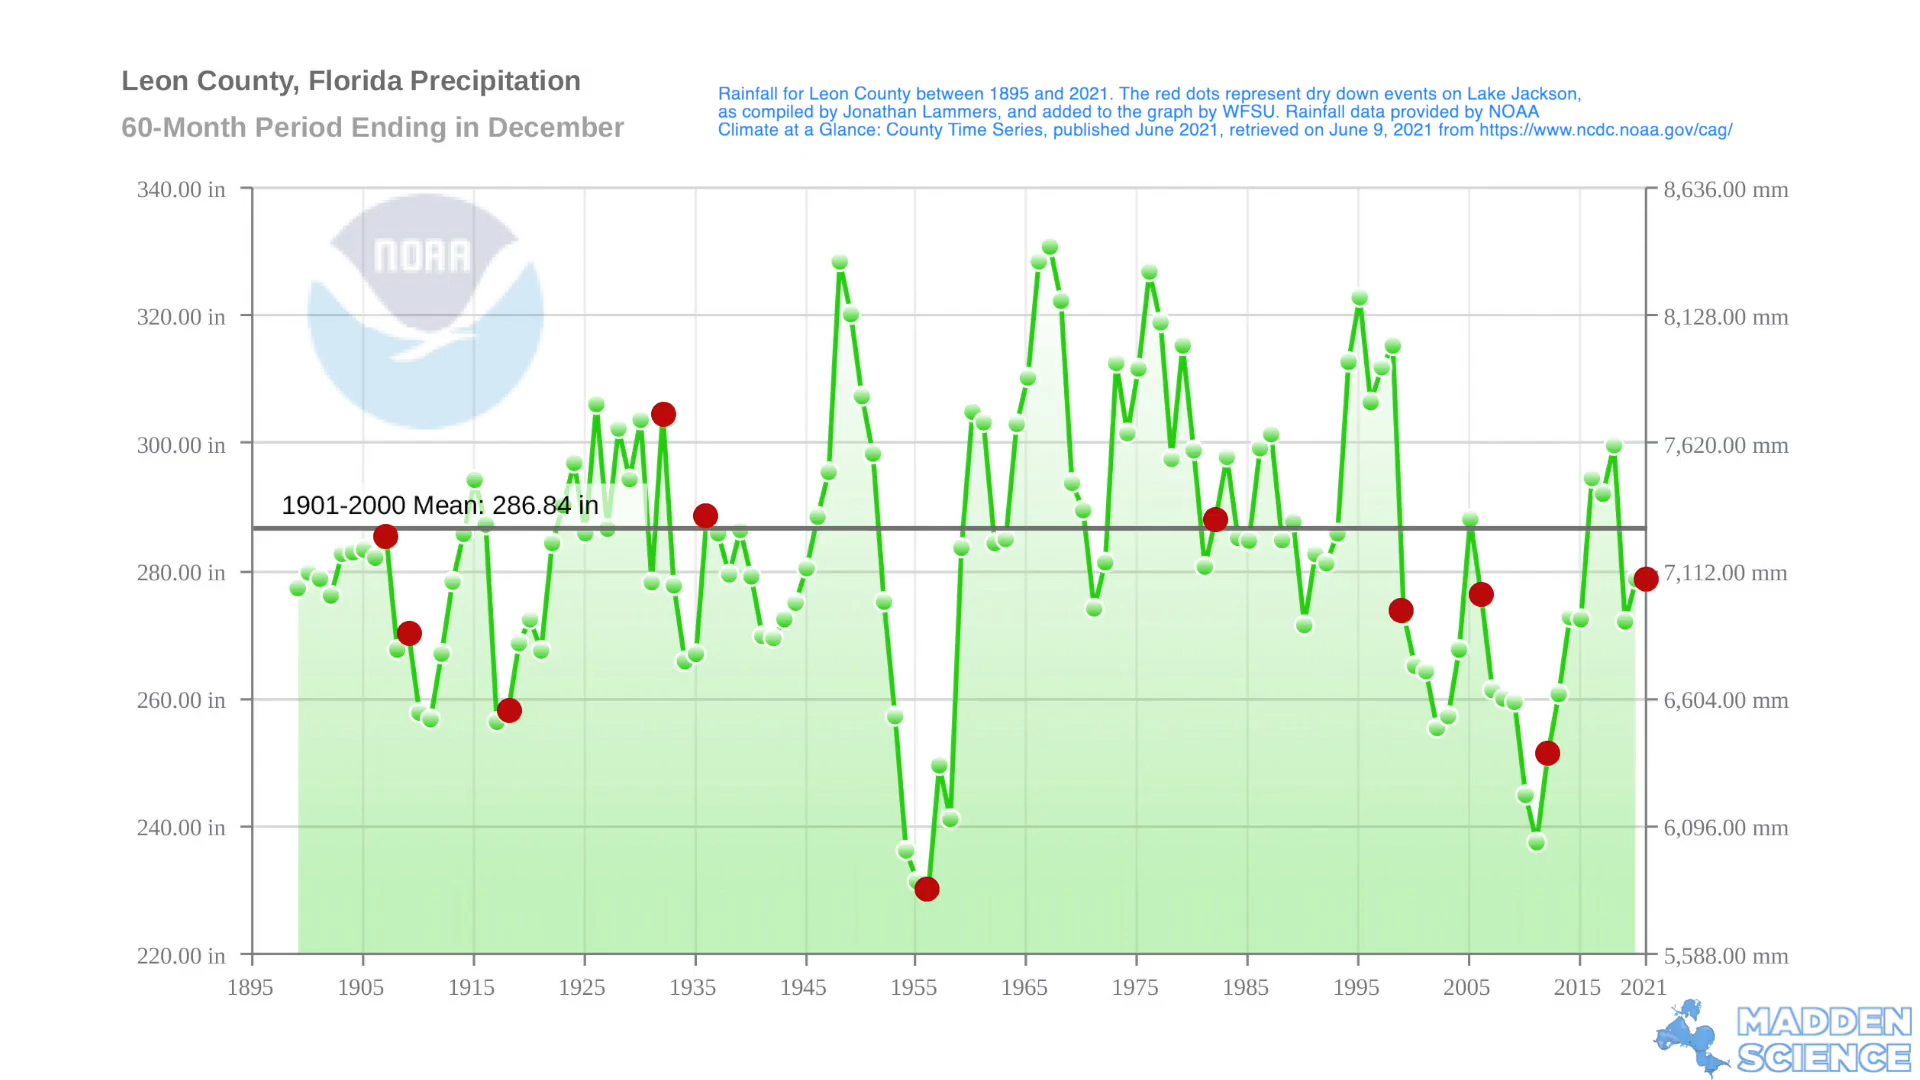 Leon County, Florida Precipitation
60-Month Period Ending in December
Rainfall for Leon County between 1895 and 2021. The red dots represent dry down events on Lake Jackson,
as compiled by Jonathan Lammers, and added to the graph by WFSU. Rainfall data provided by NOAA
Climate at a Glance: County Time Series, published June 2021, retrieved on June 9, 2021 from https://www.ncdc.noaa.gov/cag/
340.00 in
8,636.00 mm
NOAA
320.00 in
8,128.00 mm
300.00 in
7,620.00 mm
1901-2000 Mean: 286.84 in
280.00 in
7,112.00 mm
260.00 in
6,604.00 mm
240.00 in
6,096.00 mm
220.00 in
5,588.00 mm
1895 1905 1915 1925 1935 1945 1955 1965 1975 1985 1995 2005 2015 2021
MADDEN
SCIENCE